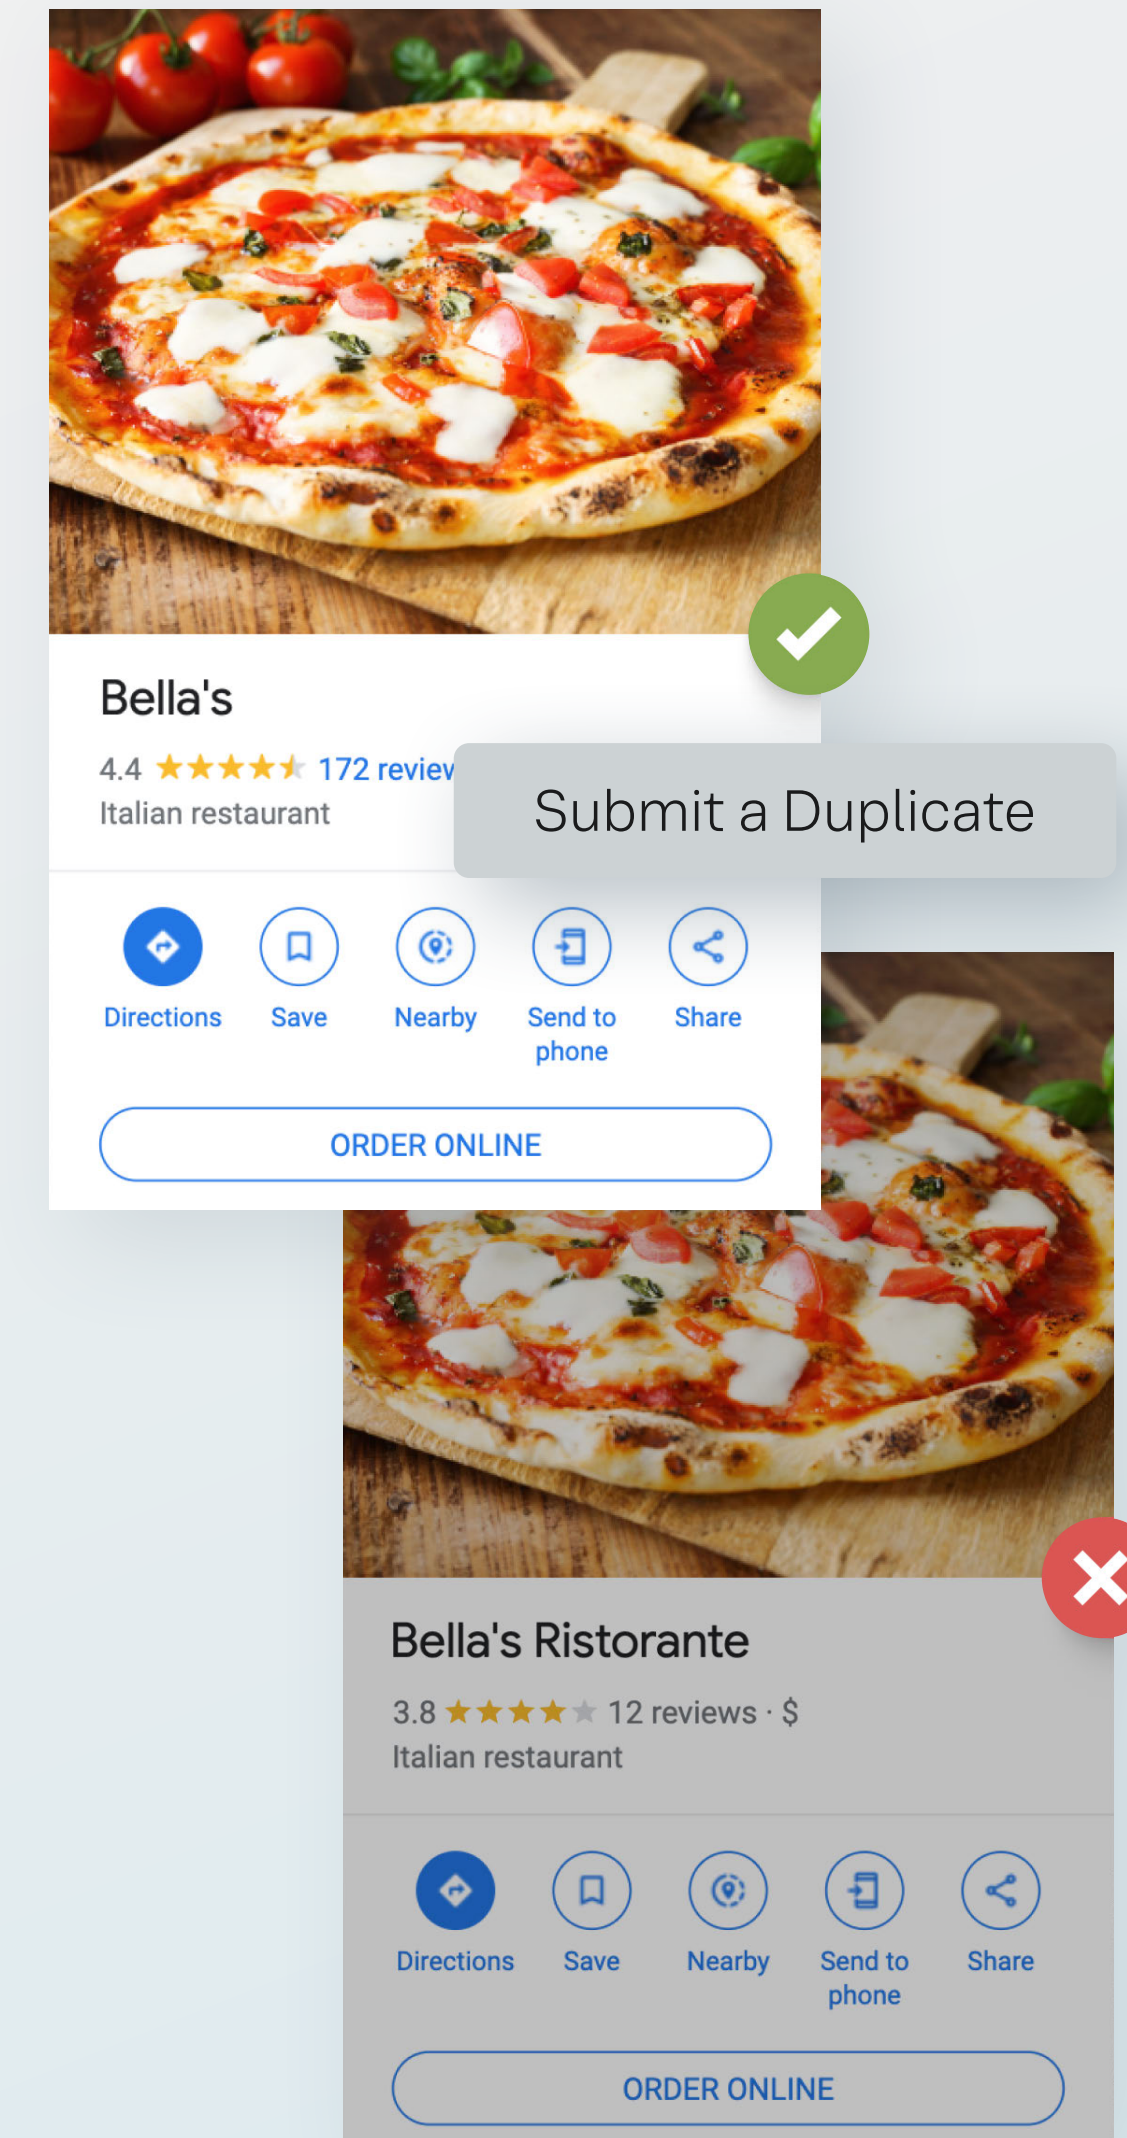 Bella's
4.4 172
Italian restaurant
Submit a Duplicate
Directions Save Nearby Send to phone Share
ORDER ONLINE
Bella's Ristorante
3.8 12 reviews · $
Italian restaurant
Directions Save Nearby Send to phone Share
ORDER ONLINE